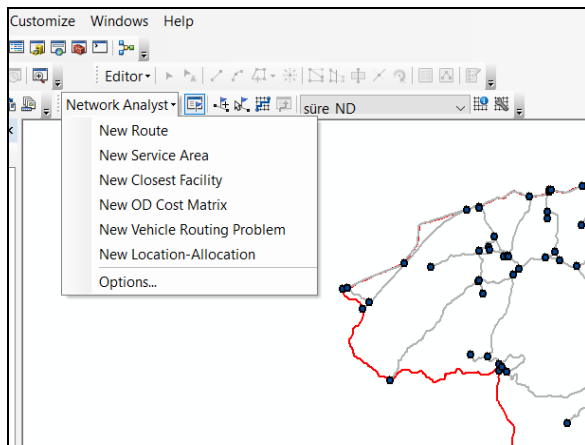 Customize Windows Help
Editor
Network Analyst süre_ND
New Route
New Service Area
New Closest Facility
New OD Cost Matrix
New Vehicle Routing Problem
New Location-Allocation
Options...